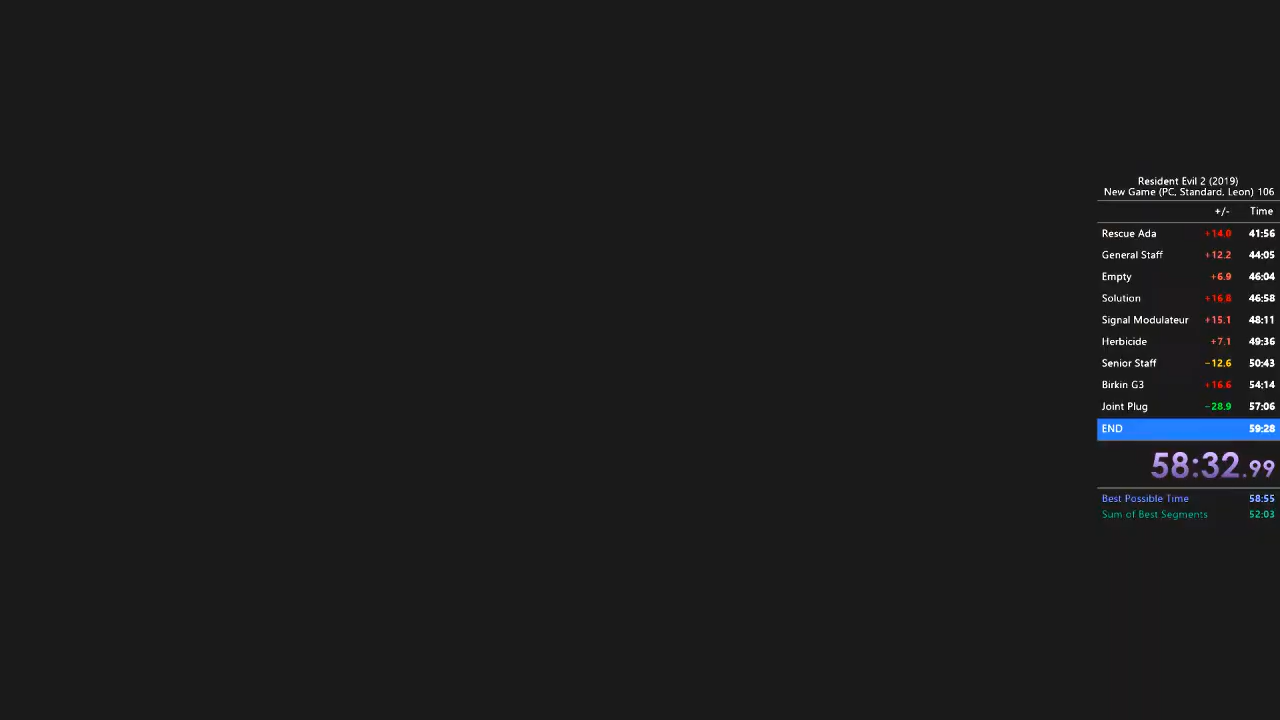 Resident Evil 2 (2019)
New Game (PC, Standard, Leon) 106
+/- Time
Rescue Ada +14.0 41:56
General Staff +12.2 44:05
Empty +6.9 46:04
Solution +16.8 46:58
Signal Modulateur +15.1 48:11
Herbicide +7.1 49:36
Senior Staff −12.6 50:43
Birkin G3 +16.6 54:14
Joint Plug −28.9 57:06
END 59:28
58:32.99
Best Possible Time 58:55
Sum of Best Segments 52:03